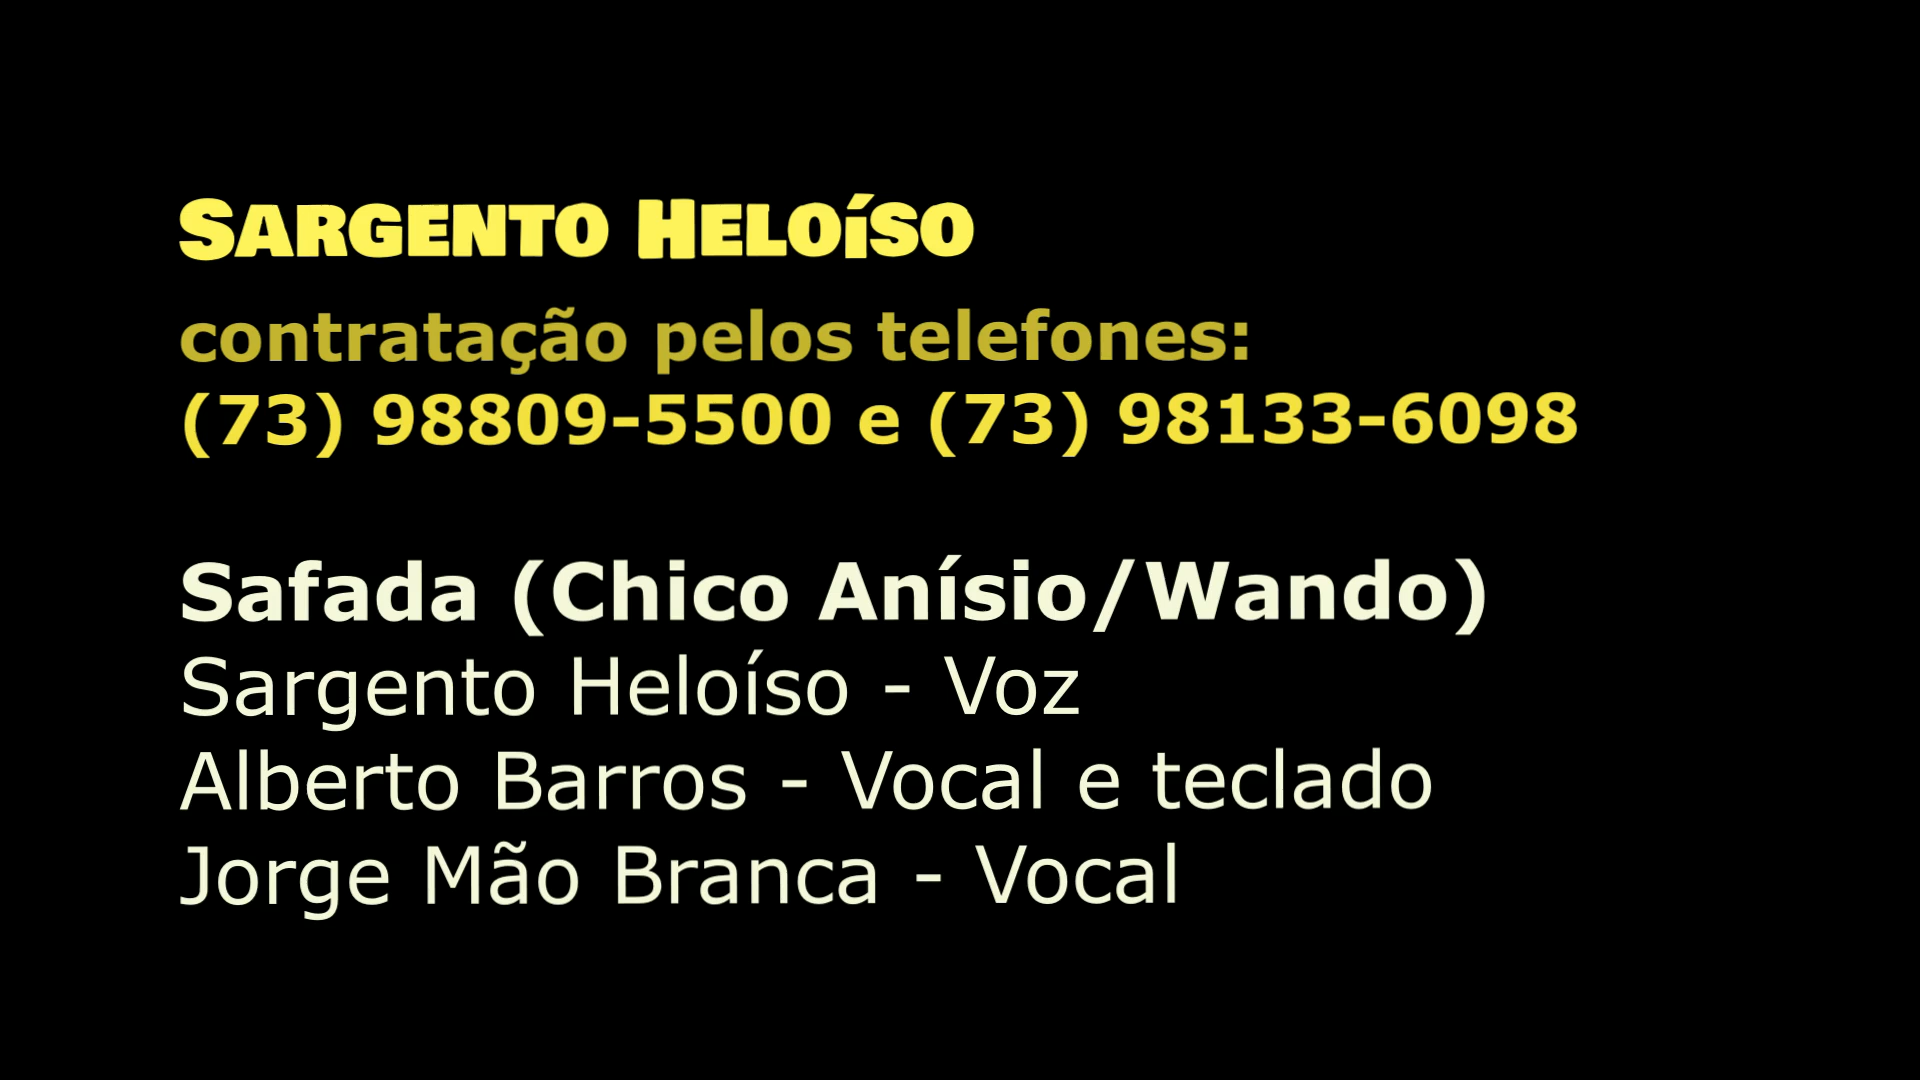 Sargento Heloíso
contratação pelos telefones:
(73) 98809-5500 e (73) 98133-6098
Safada (Chico Anísio/Wando)
Sargento Heloíso - Voz
Alberto Barros - Vocal e teclado
Jorge Mão Branca - Vocal